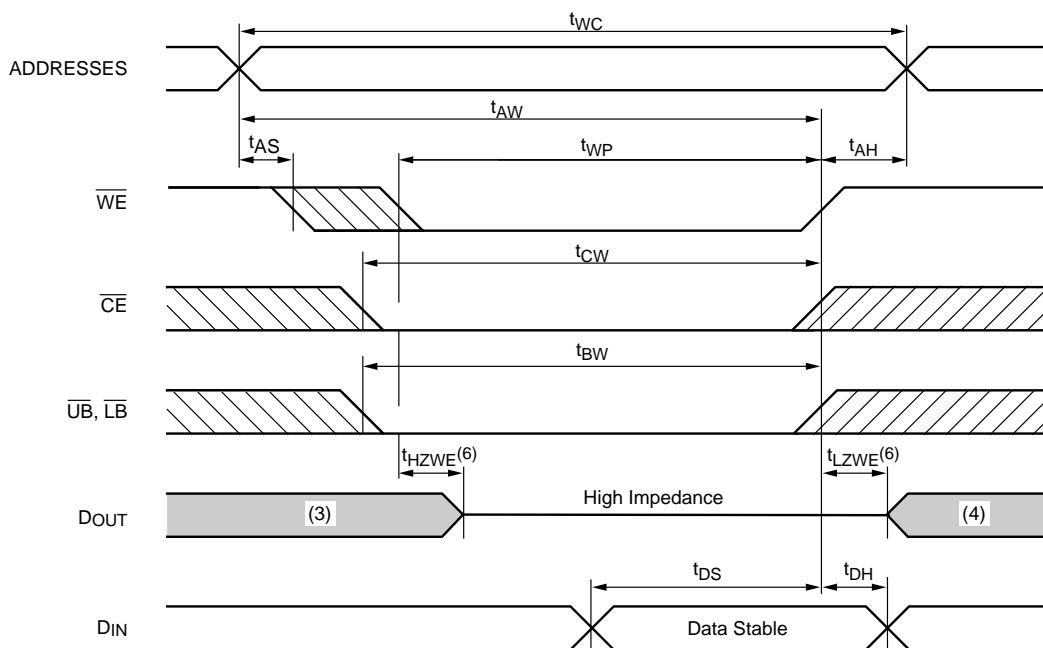 tWC
ADDRESSES
tAW
tAS
tWP
tAH
WE
tCW
CE
tBW
UB, LB
tHZWE(6)
tLZWE(6)
High Impedance
DOUT
(3)
(4)
tDS
tDH
DIN
Data Stable